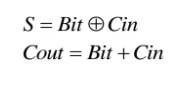 S = Bit ⊕ Cin
Cout = Bit + Cin